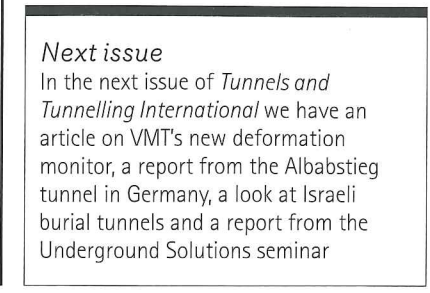 Next issue
In the next issue of Tunnels and
Tunnelling International we have an
article on VMT's new deformation
monitor, a report from the Albabstieg
tunnel in Germany, a look at Israeli
burial tunnels and a report from the
Underground Solutions seminar